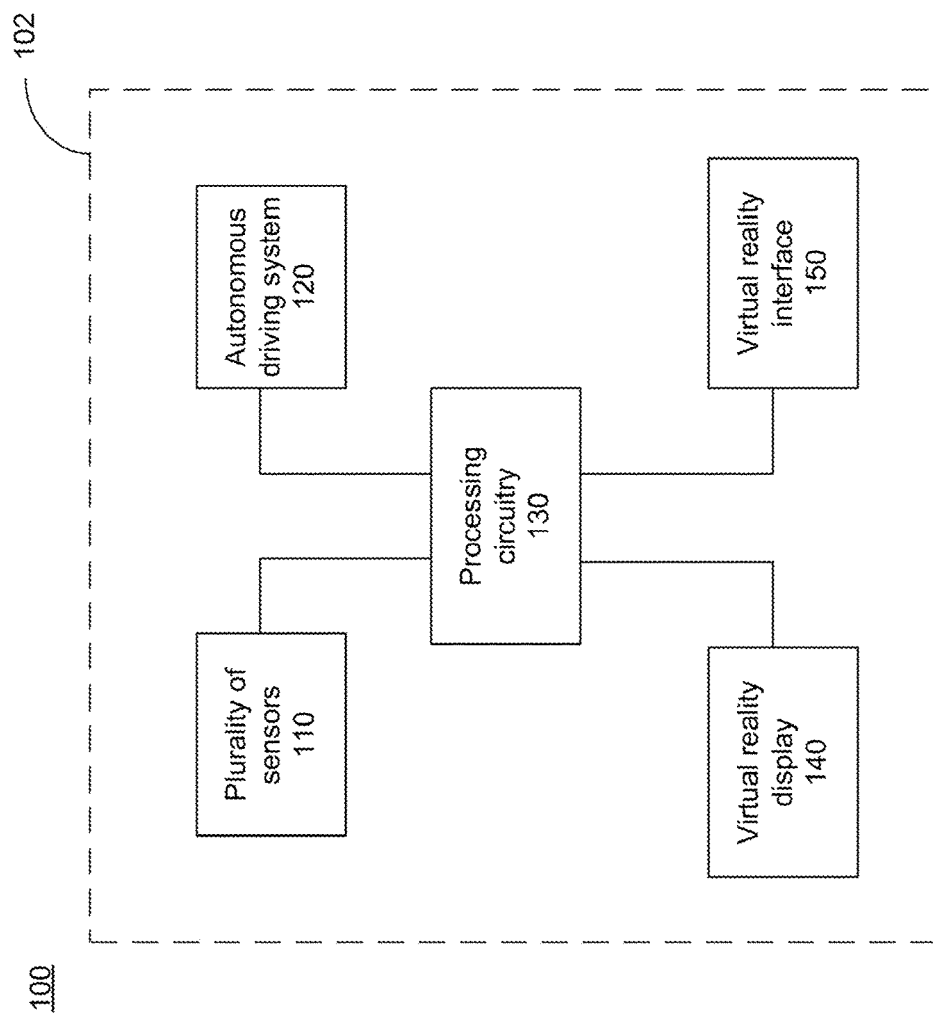 100
102
Plurality of
sensors
110
Autonomous
driving system
120
Processing
circuitry
130
Virtual reality
display
140
Virtual reality
interface
150